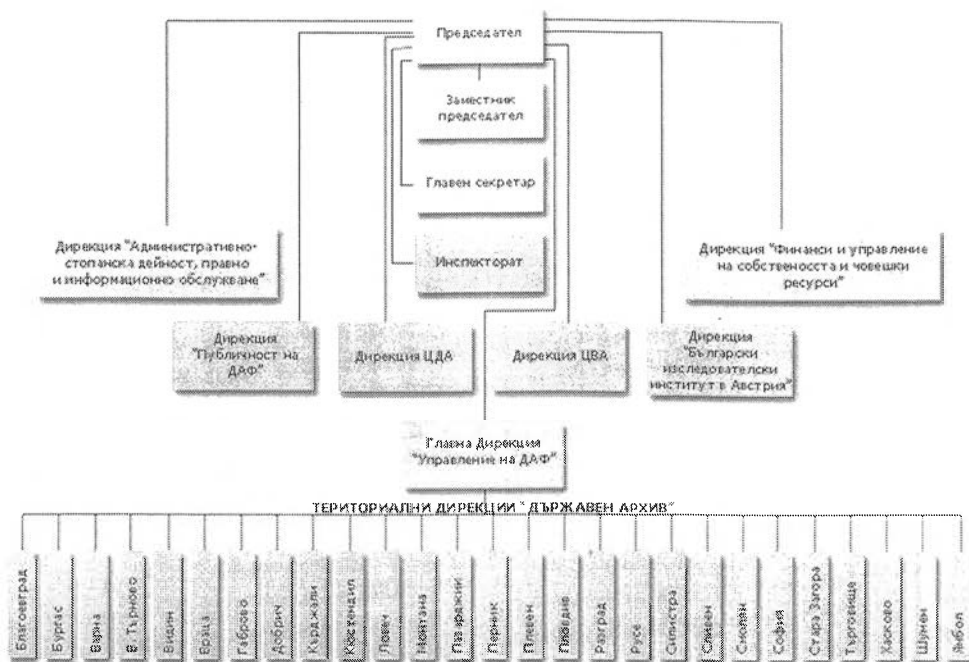 Председател
Заместник
председател
Главен секретар
Инспекторат
Дирекция "Административно-
стопанска дейност, правно
и информационно обслужване"
Дирекция "Финанси и управление
на собствеността и човешки
ресурси"
Дирекция
"Публичност на
ДАФ"
Дирекция ЦДА
Дирекция ЦВА
Дирекция
"Български
изследователски
институт в Австрия"
Главна Дирекция
"Управление на ДАФ"
ТЕРИТОРИАЛНИ ДИРЕКЦИИ " ДЪРЖАВЕН АРХИВ"
Благоевград
Бургас
Варна
В. Търново
Видин
Враца
Габрово
Добрич
Кърджали
Кюстендил
Ловеч
Монтана
Пазарджик
Перник
Плевен
Пловдив
Разград
Русе
Силистра
Сливен
Смолян
София
Стара Загора
Търговище
Хасково
Шумен
Ямбол